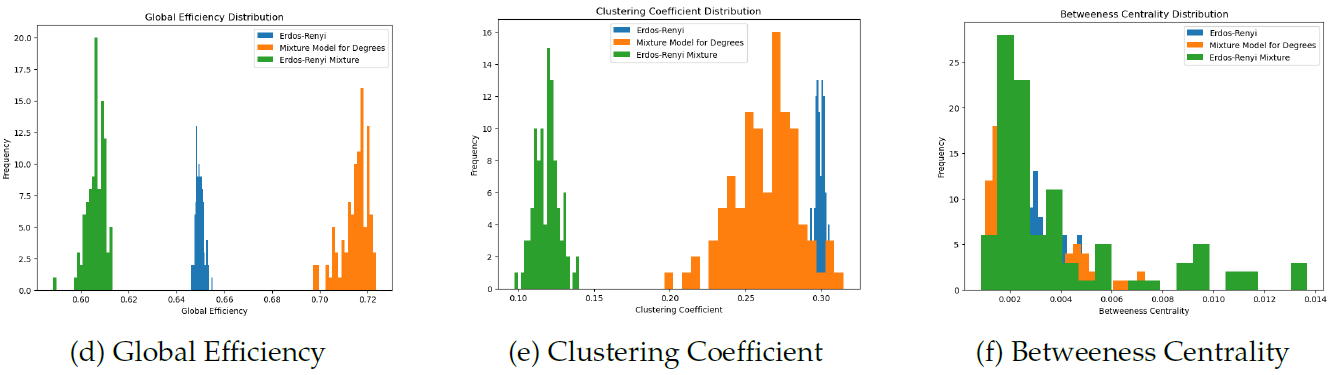 Global Efficiency Distribution
20.0
17.5
15.0
12.5
10.0
7.5
5.0
2.5
0.0
Frequency
Erdos-Renyi
Mixture Model for Degrees
Erdos-Renyi Mixture
0.60 0.62 0.64 0.66 0.68 0.70 0.72
Global Efficiency
(d) Global Efficiency
Clustering Coefficient Distribution
16
14
12
10
8
6
4
2
0
Frequency
Erdos-Renyi
Mixture Model for Degrees
Erdos-Renyi Mixture
0.10 0.15 0.20 0.25 0.30
Clustering Coefficient
(e) Clustering Coefficient
Betweeness Centrality Distribution
25
20
15
10
5
0
Frequency
Erdos-Renyi
Mixture Model for Degrees
Erdos-Renyi Mixture
0.002 0.004 0.006 0.008 0.010 0.012 0.014
Betweeness Centrality
(f) Betweeness Centrality